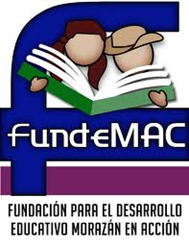 FundeMAC
FUNDACIÓN PARA EL DESARROLLO
EDUCATIVO MORAZÁN EN ACCIÓN